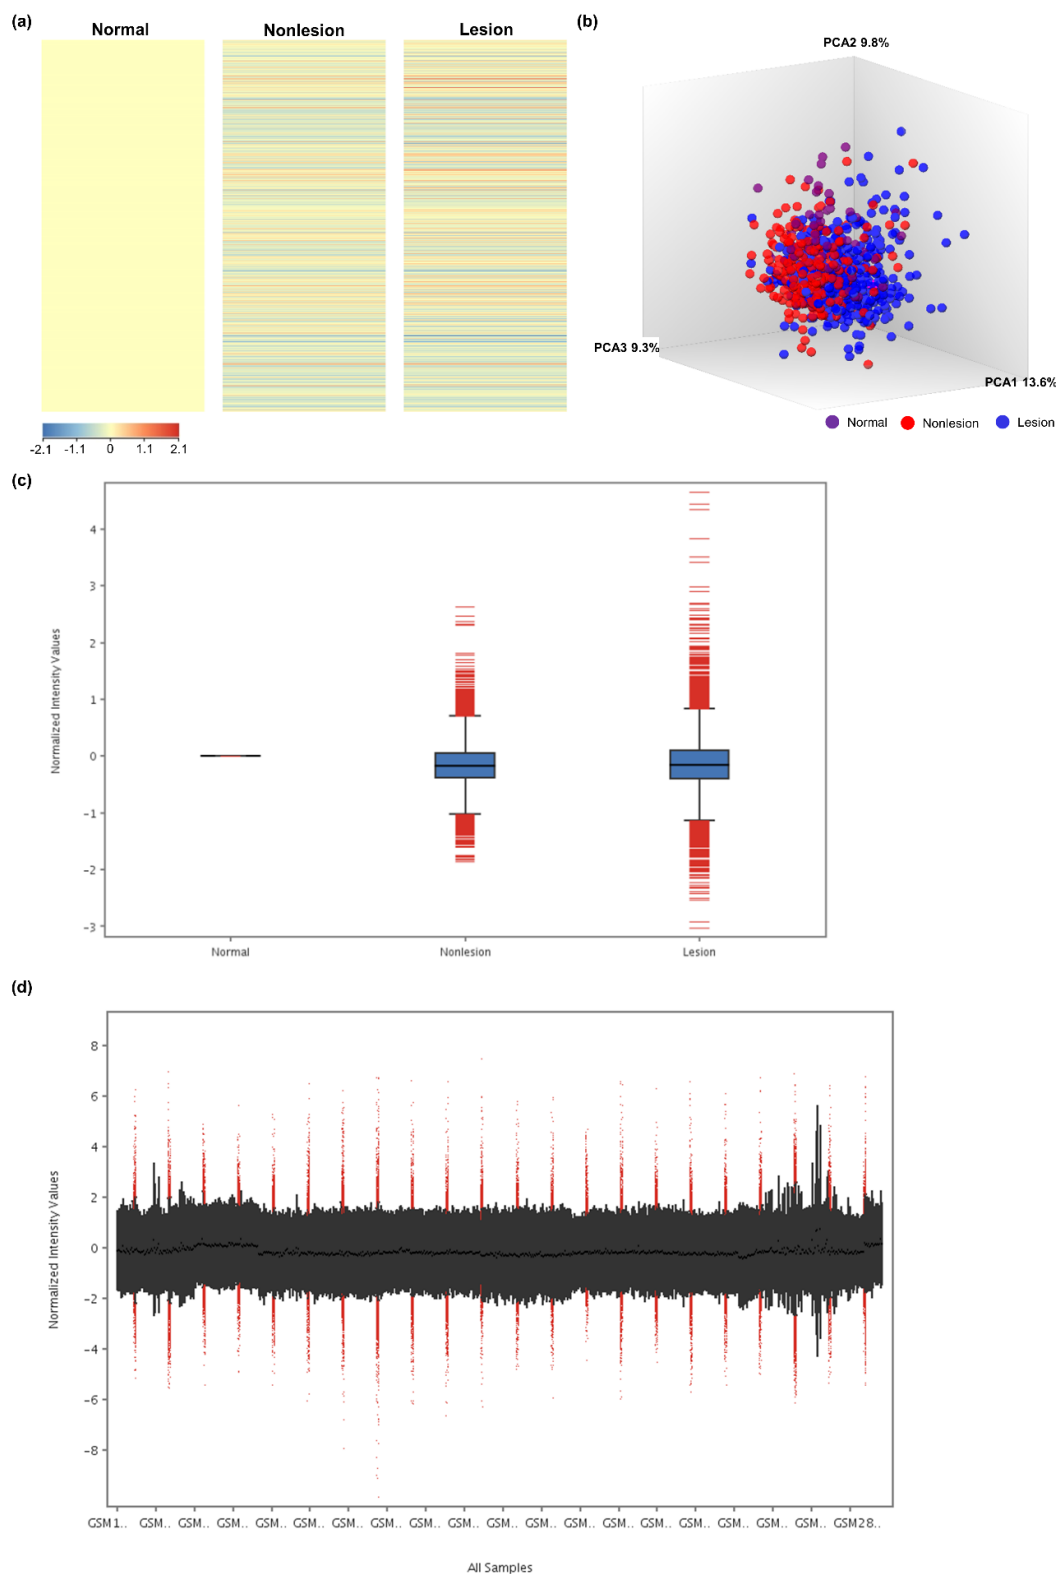 (a)
Normal Nonlesion Lesion
-2.1 -1.1 0 1.1 2.1
(b)
PCA2 9.8%
PCA3 9.3%
PCA1 13.6%
Normal Nonlesion Lesion
(c)
Normalized Intensity Values
4
3
2
1
0
-1
-2
-3
Normal Nonlesion Lesion
(d)
Normalized Intensity Values
8
6
4
2
0
-2
-4
-6
-8
GSM1.. GSM.. GSM.. GSM.. GSM.. GSM.. GSM.. GSM.. GSM.. GSM.. GSM.. GSM.. GSM.. GSM.. GSM.. GSM.. GSM.. GSM.. GSM.. GSM28..
All Samples